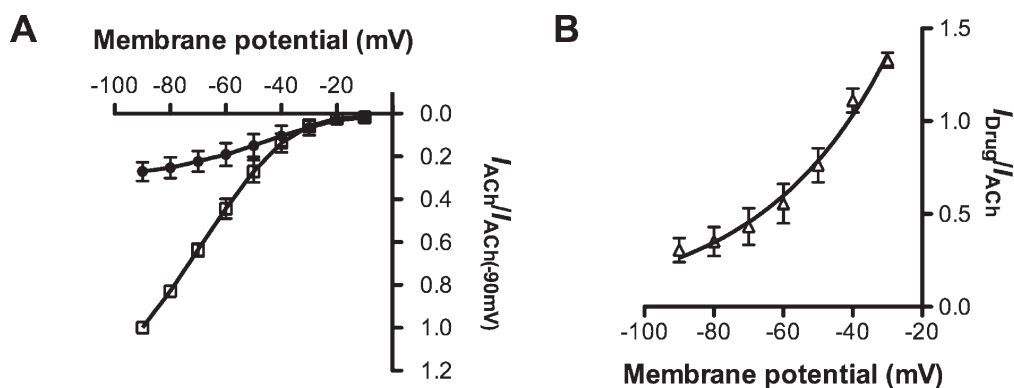 A
Membrane potential (mV)
-100 -80 -60 -40 -20
0.0
0.2
0.4
0.6
0.8
1.0
1.2
IACh/IACh(-90mV)
B
1.5
1.0
0.5
0.0
IDrug/IACh
-100 -80 -60 -40 -20
Membrane potential (mV)